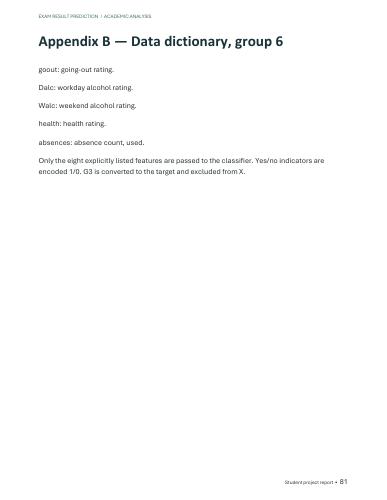 EXAM RESULT PREDICTION | ACADEMIC ANALYSIS
Appendix B — Data dictionary, group 6
goout: going-out rating.
Dalc: workday alcohol rating.
Walc: weekend alcohol rating.
health: health rating.
absences: absence count, used.
Only the eight explicitly listed features are passed to the classifier. Yes/no indicators are
encoded 1/0. G3 is converted to the target and excluded from X.
Student project report • 81